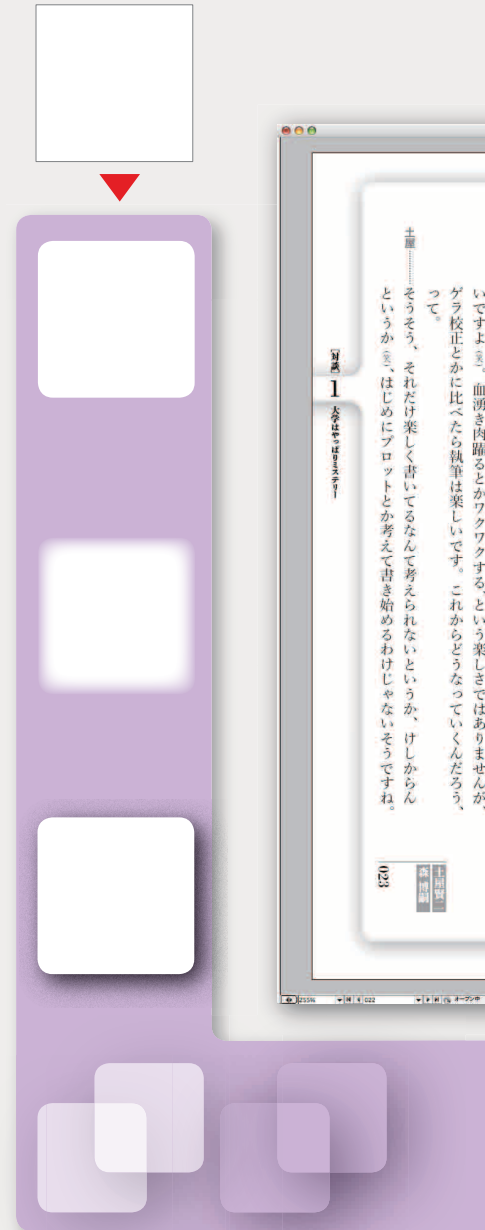 いですよ（笑）。血湧き肉躍るとかワクワクする、という楽しさではありませんが、
ゲラ校正とかに比べたら執筆は楽しいです。これからどうなっていくんだろう、
って。
土屋………そうそう、それだけ楽しく書いてるなんて考えられないというか、けしからん
というか（笑）、はじめにプロットとか考えて書き始めるわけじゃないそうですね。
［対談］1 大学はやっぱりミステリー
土屋賢二
森 博嗣
023
255%
022
オープン中